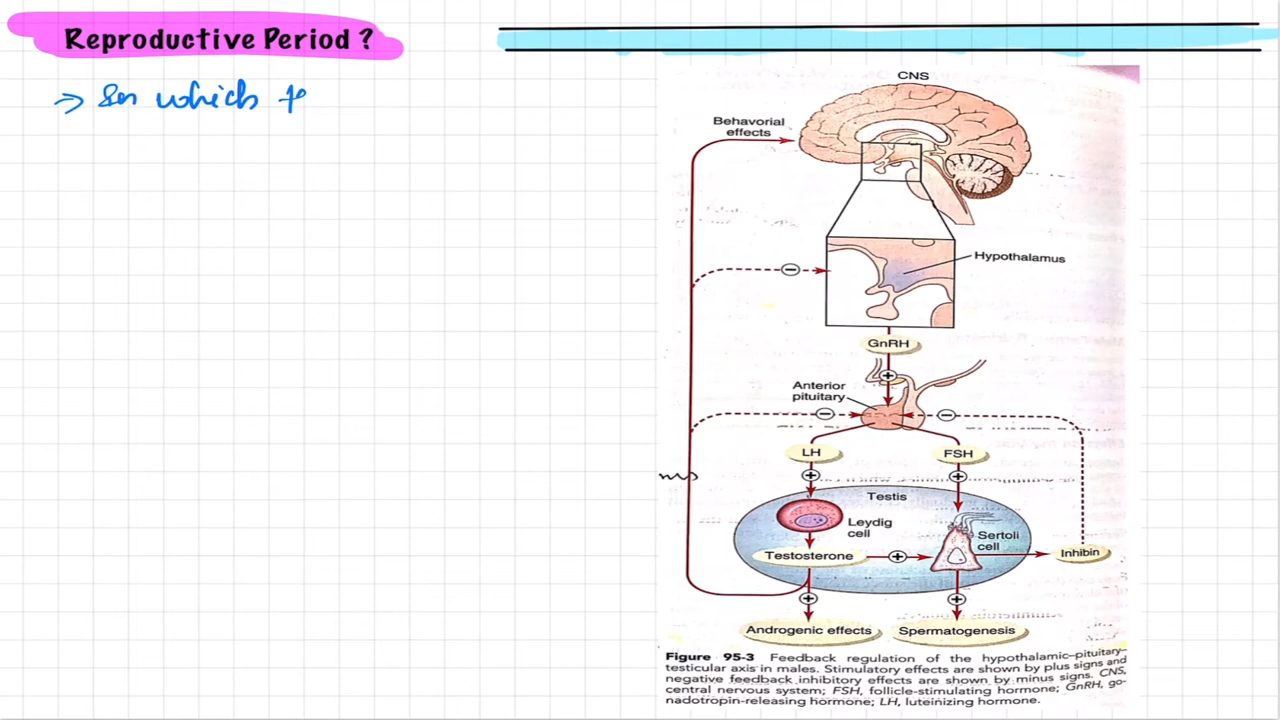 Reproductive Period ?
→ In which
CNS
Behavorial
effects
Hypothalamus
GnRH
Anterior
pituitary
LH
FSH
Testis
Leydig
cell
Sertoli
cell
Testosterone
Inhibin
Androgenic effects
Spermatogenesis
Figure 95-3 Feedback regulation of the hypothalamic–pituitary–
testicular axis in males. Stimulatory effects are shown by plus signs and
negative feedback inhibitory effects are shown by minus signs. CNS,
central nervous system; FSH, follicle-stimulating hormone; GnRH, go-
nadotropin-releasing hormone; LH, luteinizing hormone.